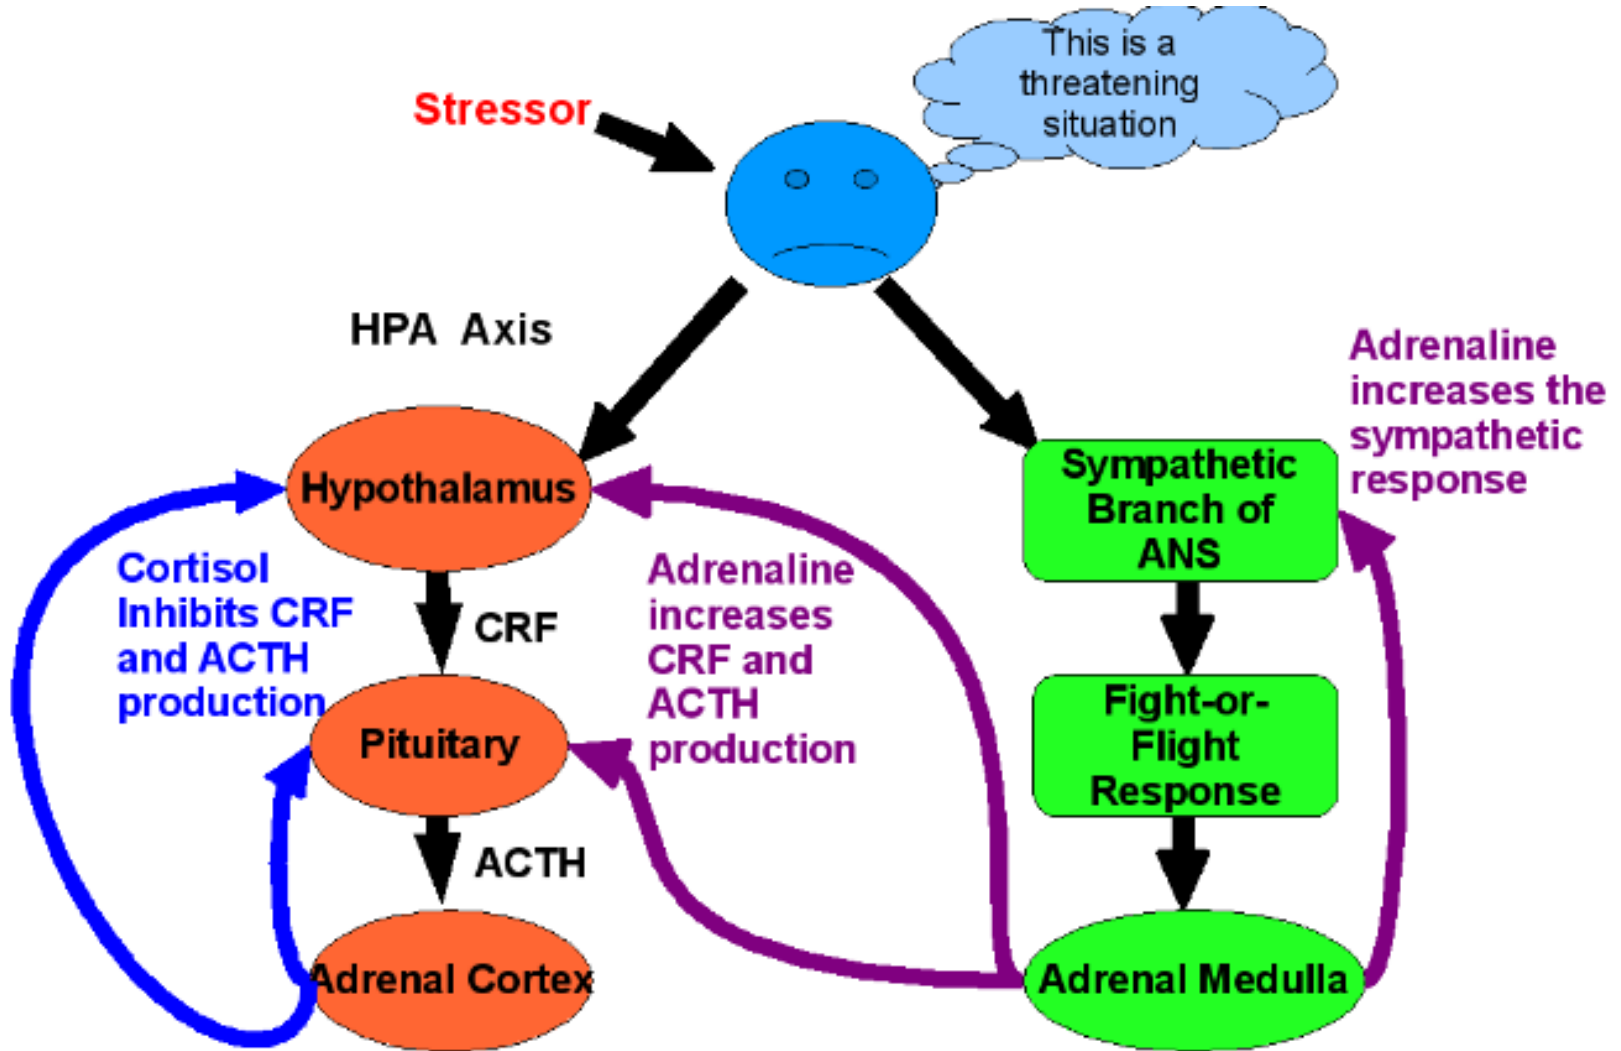 This is a
threatening
situation
Stressor
HPA Axis
Adrenaline
increases the
sympathetic
response
Hypothalamus
Sympathetic
Branch of
ANS
Cortisol
Inhibits CRF
and ACTH
production
CRF
Adrenaline
increases
CRF and
ACTH
production
Pituitary
Fight-or-
Flight
Response
ACTH
Adrenal Cortex
Adrenal Medulla